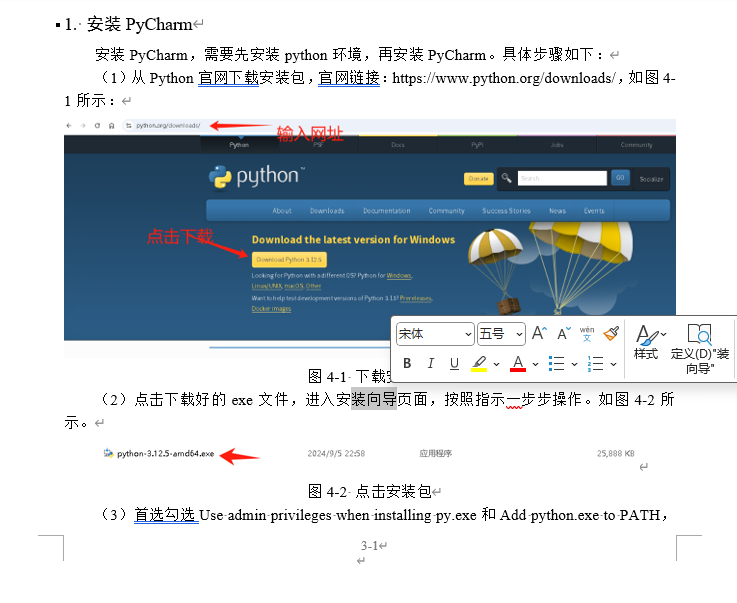 1. 安装 PyCharm
安装 PyCharm，需要先安装 python 环境，再安装 PyCharm。具体步骤如下：
（1）从 Python 官网下载安装包，官网链接：https://www.python.org/downloads/，如图 4-
1 所示：
python.org/downloads/
输入网址
Python PSF Docs PyPI Jobs Community
python™
Donate Search GO Socialize
About Downloads Documentation Community Success Stories News Events
点击下载
Download the latest version for Windows
Download Python 3.12.5
Looking for Python with a different OS? Python for Windows,
Linux/UNIX, macOS, Other
Want to help test development versions of Python 3.13? Prereleases,
Docker images
宋体 五号 A A wén 文
B I U A
样式 定义(D)"装
向导"
图 4-1 下载安
（2）点击下载好的 exe 文件，进入安装向导页面，按照指示一步步操作。如图 4-2 所
示。
python-3.12.5-amd64.exe 2024/9/5 22:58 应用程序 25,888 KB
图 4-2 点击安装包
（3）首选勾选 Use admin privileges when installing py.exe 和 Add python.exe to PATH，
3-1